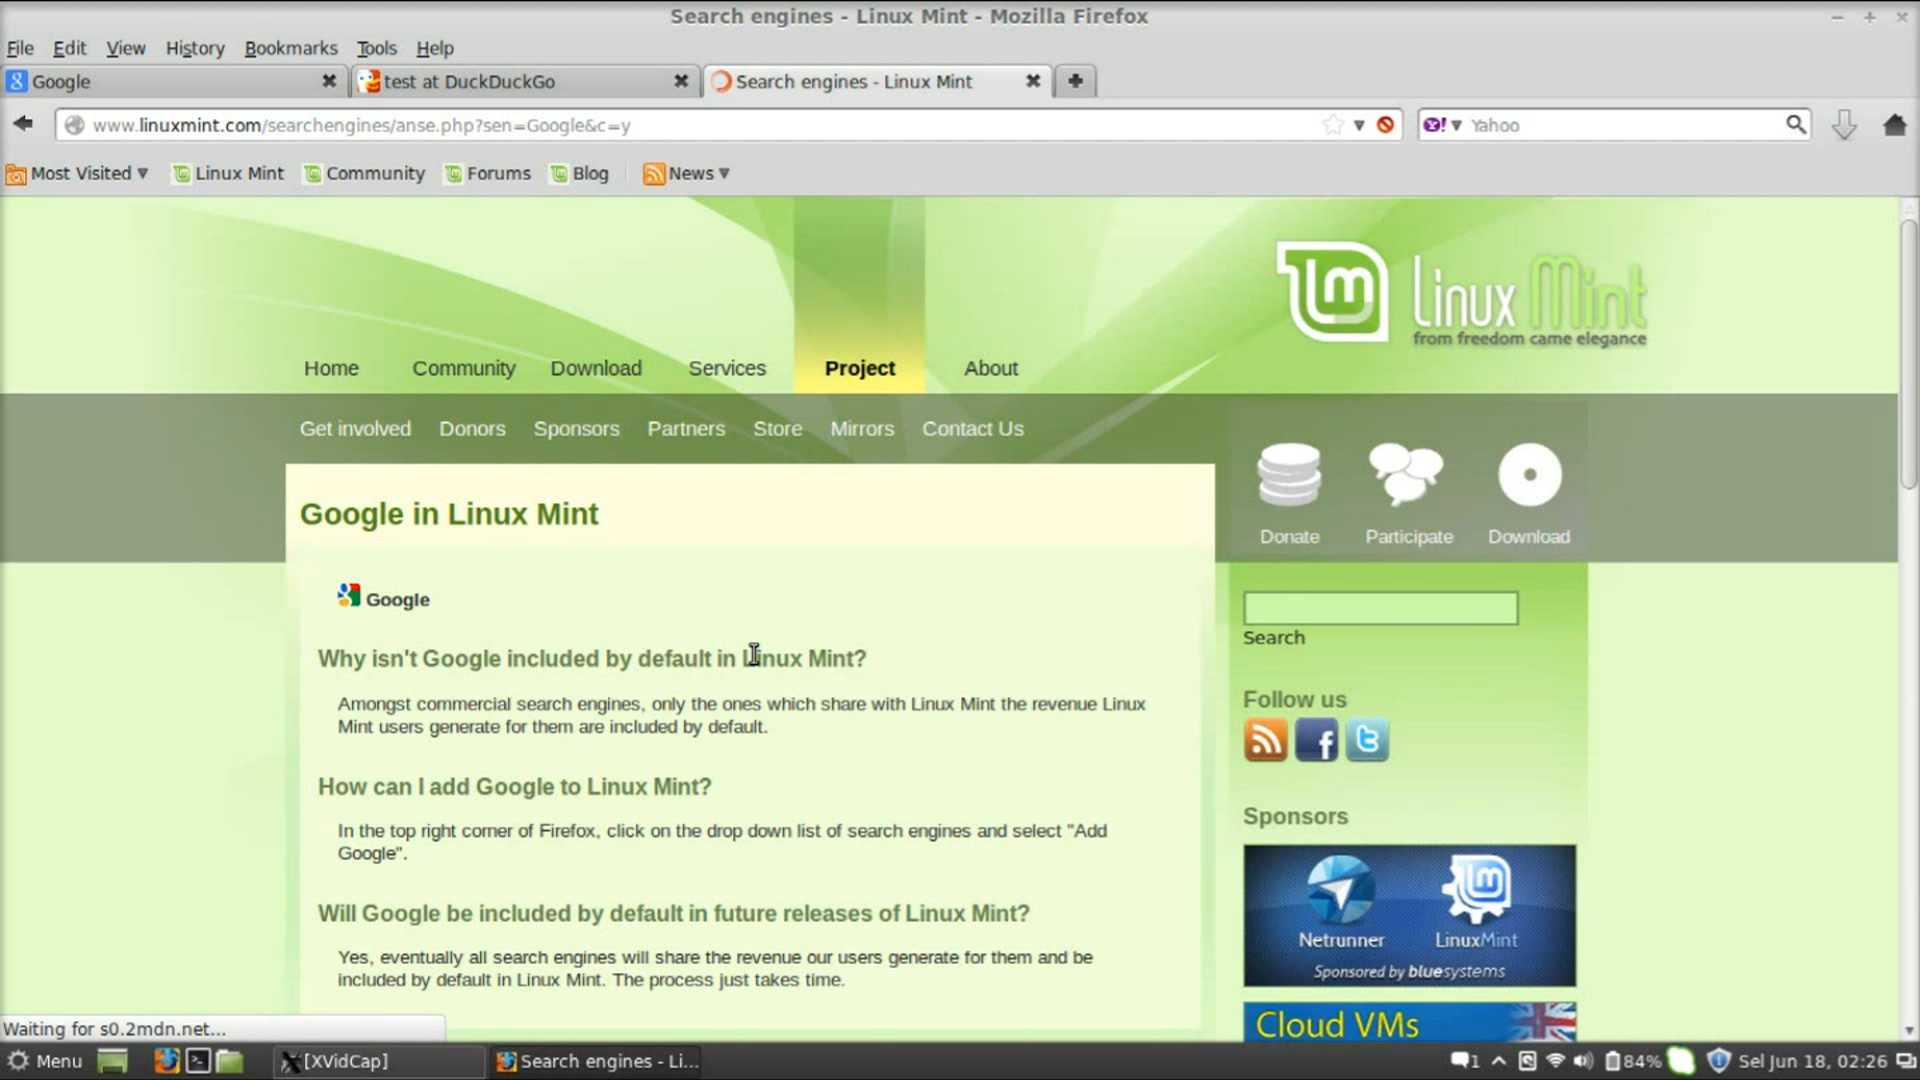 Search engines - Linux Mint - Mozilla Firefox
File Edit View History Bookmarks Tools Help
Google
test at DuckDuckGo
Search engines - Linux Mint
www.linuxmint.com/searchengines/anse.php?sen=Google&c=y
Yahoo
Most Visited Linux Mint Community Forums Blog News
Linux Mint
from freedom came elegance
Home Community Download Services Project About
Get involved Donors Sponsors Partners Store Mirrors Contact Us
Donate Participate Download
Google in Linux Mint
Google
Why isn't Google included by default in Linux Mint?
Amongst commercial search engines, only the ones which share with Linux Mint the revenue Linux
Mint users generate for them are included by default.
How can I add Google to Linux Mint?
In the top right corner of Firefox, click on the drop down list of search engines and select "Add
Google".
Will Google be included by default in future releases of Linux Mint?
Yes, eventually all search engines will share the revenue our users generate for them and be
included by default in Linux Mint. The process just takes time.
Search
Follow us
Sponsors
Netrunner LinuxMint
Sponsored by bluesystems
Cloud VMs
Waiting for s0.2mdn.net...
Menu
[XVidCap]
Search engines - Li...
1
84%
Sel Jun 18, 02:26